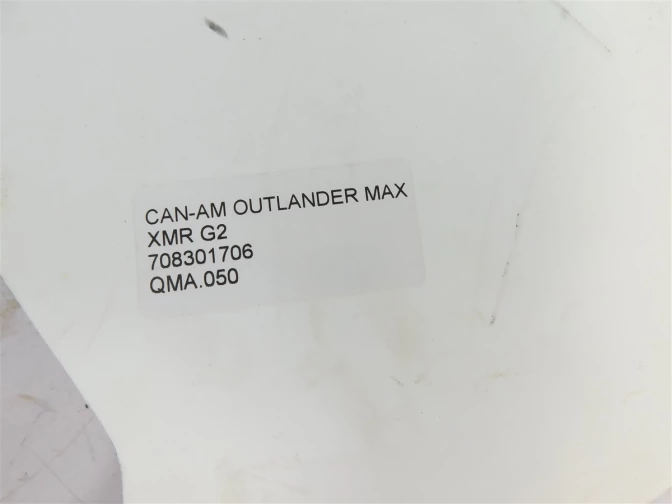 CAN-AM OUTLANDER MAX
XMR G2
708301706
QMA.050